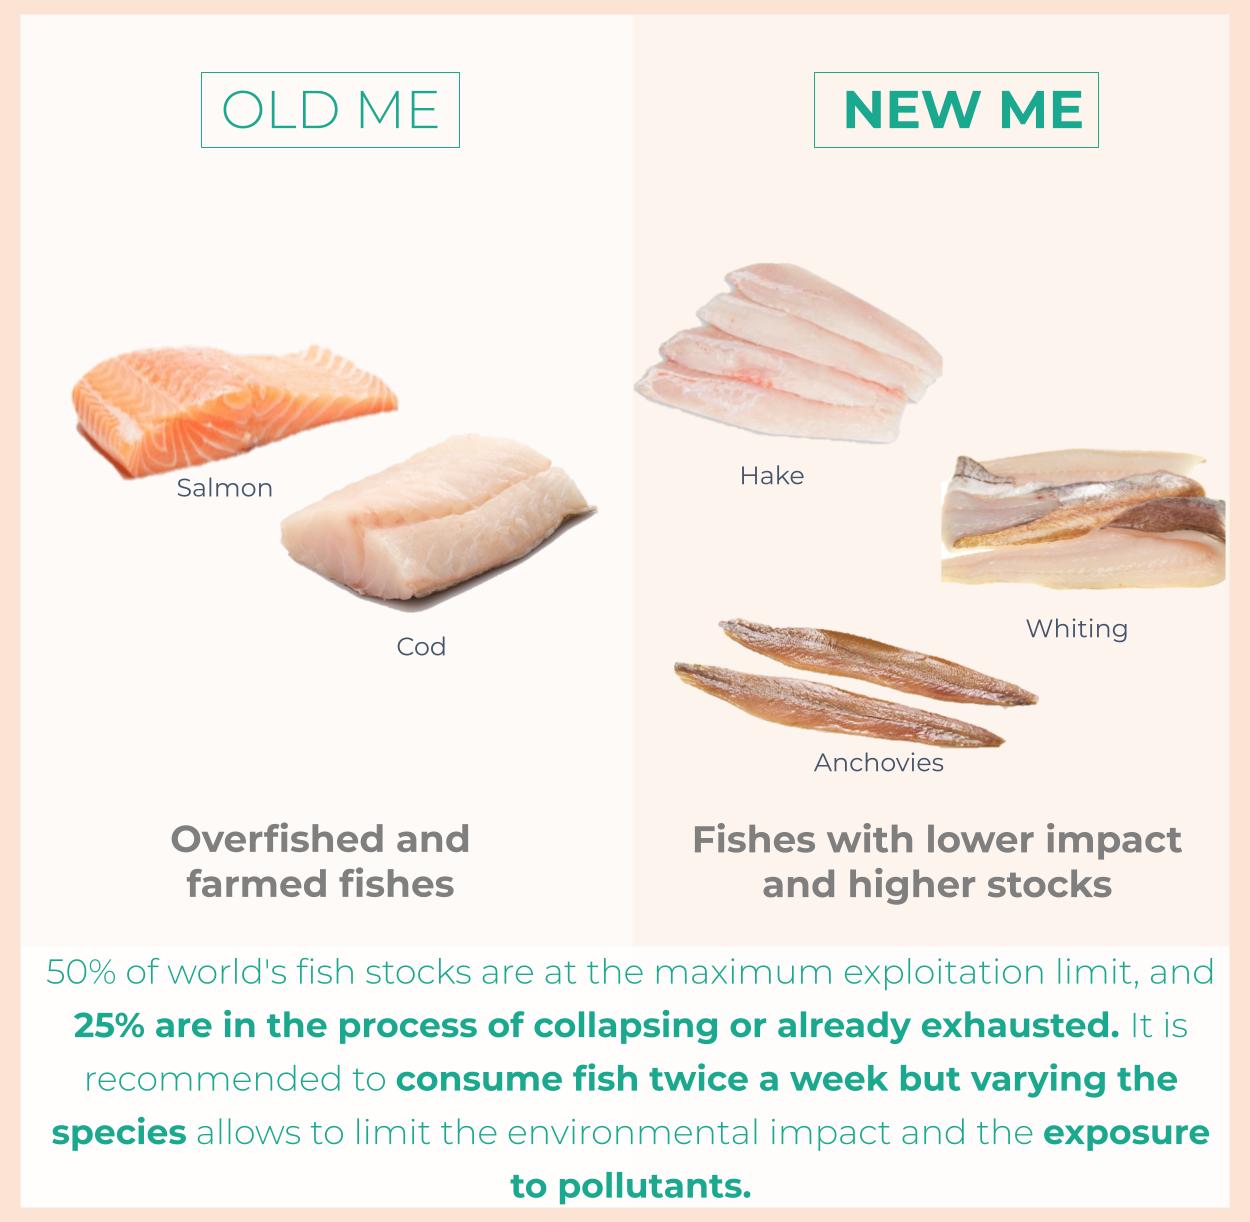 OLD ME
NEW ME
Salmon
Cod
Hake
Whiting
Anchovies
Overfished and
farmed fishes
Fishes with lower impact
and higher stocks
50% of world's fish stocks are at the maximum exploitation limit, and
25% are in the process of collapsing or already exhausted. It is
recommended to consume fish twice a week but varying the
species allows to limit the environmental impact and the exposure
to pollutants.